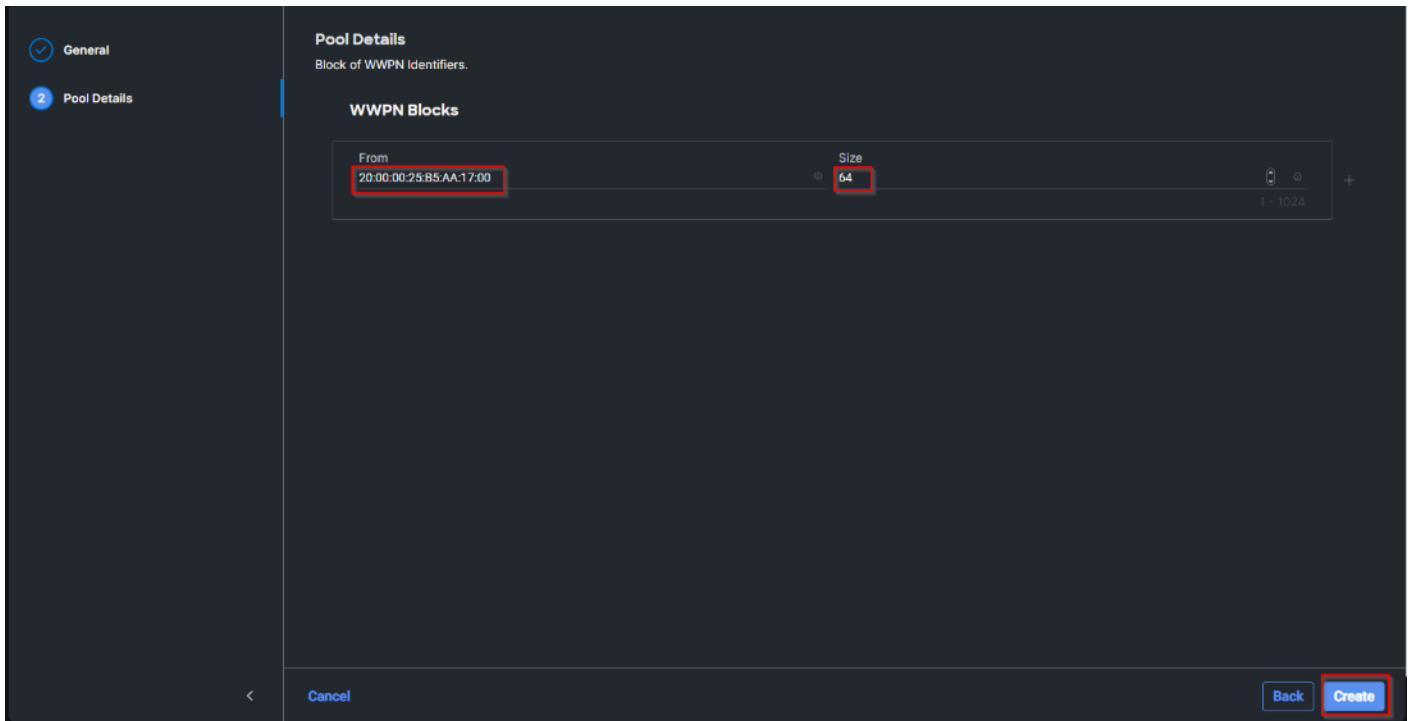 General
2 Pool Details
Pool Details
Block of WWPN Identifiers.
WWPN Blocks
From
Size
20:00:00:25:B5:AA:17:00
64
1 - 1024
Cancel
Back
Create